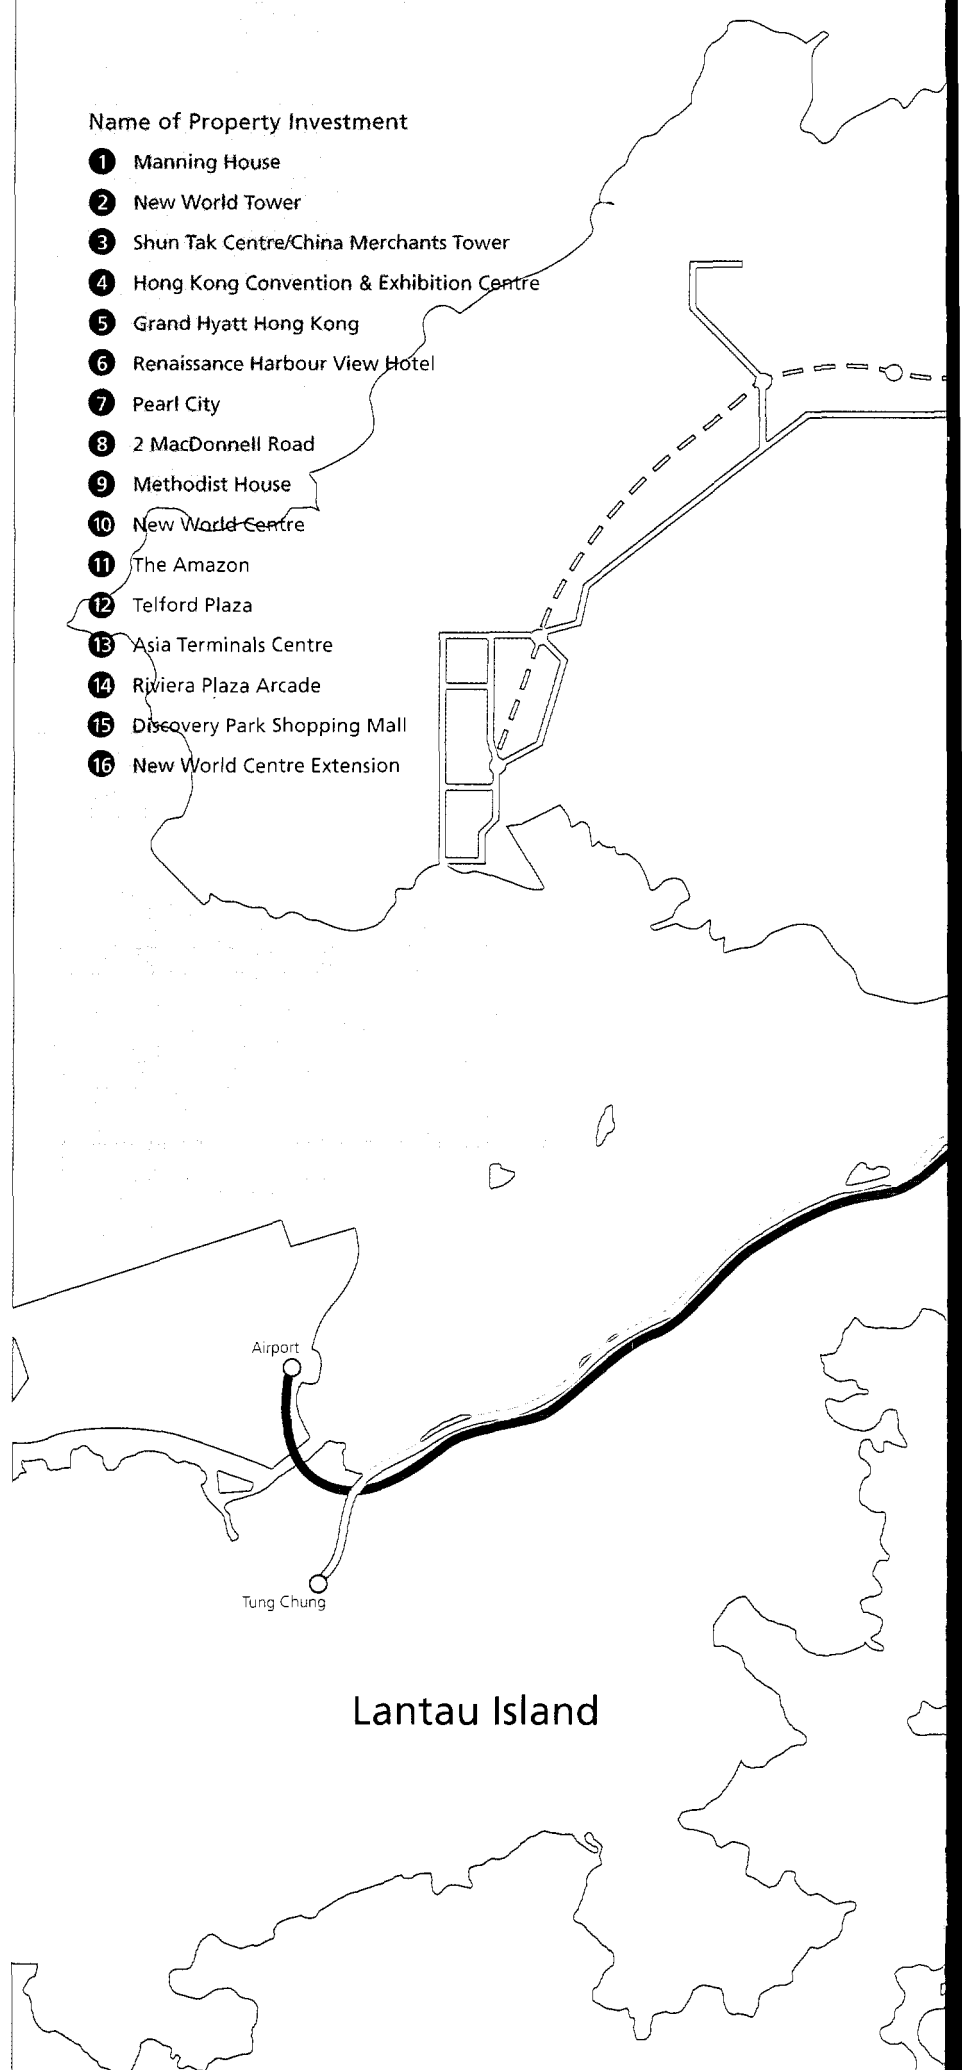 Name of Property Investment
1 Manning House
2 New World Tower
3 Shun Tak Centre/China Merchants Tower
4 Hong Kong Convention & Exhibition Centre
5 Grand Hyatt Hong Kong
6 Renaissance Harbour View Hotel
7 Pearl City
8 2 MacDonnell Road
9 Methodist House
10 New World Centre
11 The Amazon
12 Telford Plaza
13 Asia Terminals Centre
14 Riviera Plaza Arcade
15 Discovery Park Shopping Mall
16 New World Centre Extension
Airport
Tung Chung
Lantau Island